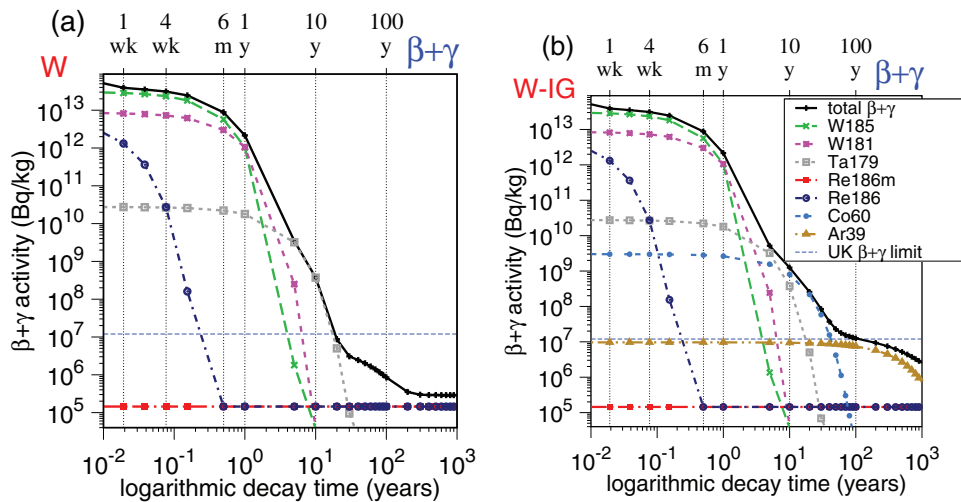 (a)
1 4 6 1 10 100
wk wk m y y y
W
β+γ
β+γ activity (Bq/kg)
10^13
10^12
10^11
10^10
10^9
10^8
10^7
10^6
10^5
10^-2 10^-1 10^0 10^1 10^2 10^3
logarithmic decay time (years)
(b)
1 4 6 1 10 100
wk wk m y y y
W-IG
β+γ
total β+γ
W185
W181
Ta179
Re186m
Re186
Co60
Ar39
UK β+γ limit
β+γ activity (Bq/kg)
10^13
10^12
10^11
10^10
10^9
10^8
10^7
10^6
10^5
10^-2 10^-1 10^0 10^1 10^2 10^3
logarithmic decay time (years)